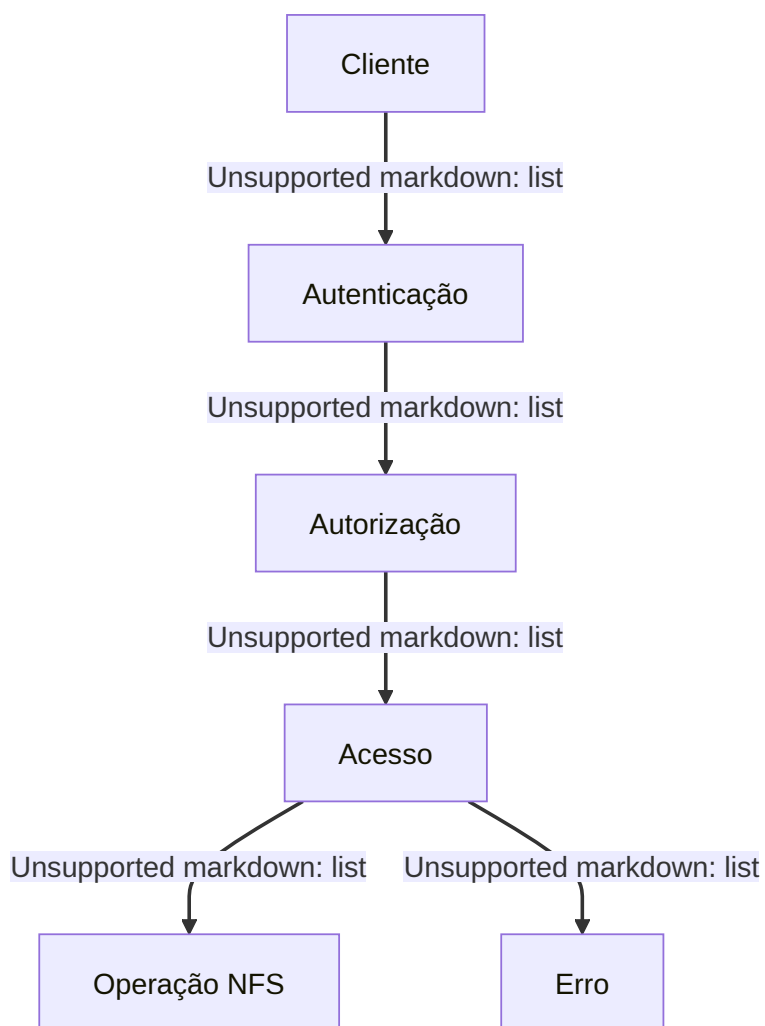 Cliente
Unsupported markdown: list
Autenticação
Unsupported markdown: list
Autorização
Unsupported markdown: list
Acesso
Unsupported markdown: list
Unsupported markdown: list
Operação NFS
Erro